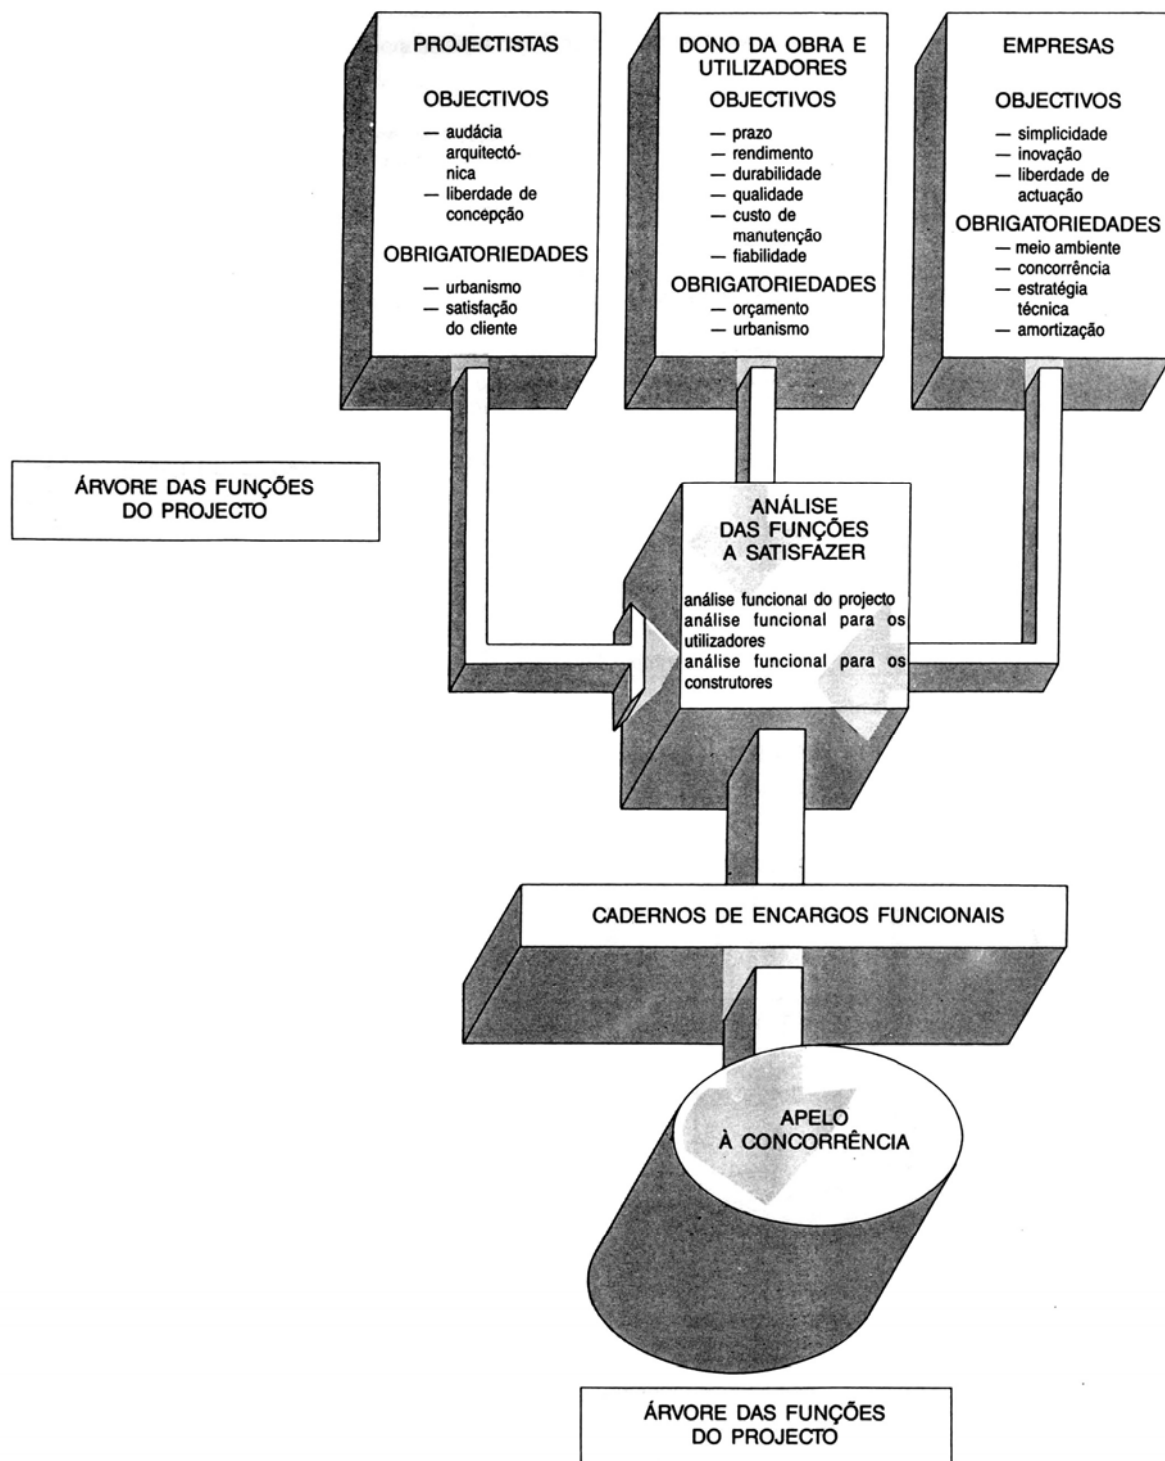 PROJECTISTAS
OBJECTIVOS
— audácia
arquitectó-
nica
— liberdade de
concepção
OBRIGATORIEDADES
— urbanismo
— satisfação
do cliente
DONO DA OBRA E
UTILIZADORES
OBJECTIVOS
— prazo
— rendimento
— durabilidade
— qualidade
— custo de
manutenção
— fiabilidade
OBRIGATORIEDADES
— orçamento
— urbanismo
EMPRESAS
OBJECTIVOS
— simplicidade
— inovação
— liberdade de
actuação
OBRIGATORIEDADES
— meio ambiente
— concorrência
— estratégia
técnica
— amortização
ÁRVORE DAS FUNÇÕES
DO PROJECTO
ANÁLISE
DAS FUNÇÕES
A SATISFAZER
análise funcional do projecto
análise funcional para os
utilizadores
análise funcional para os
construtores
CADERNOS DE ENCARGOS FUNCIONAIS
APELO
À CONCORRÊNCIA
ÁRVORE DAS FUNÇÕES
DO PROJECTO